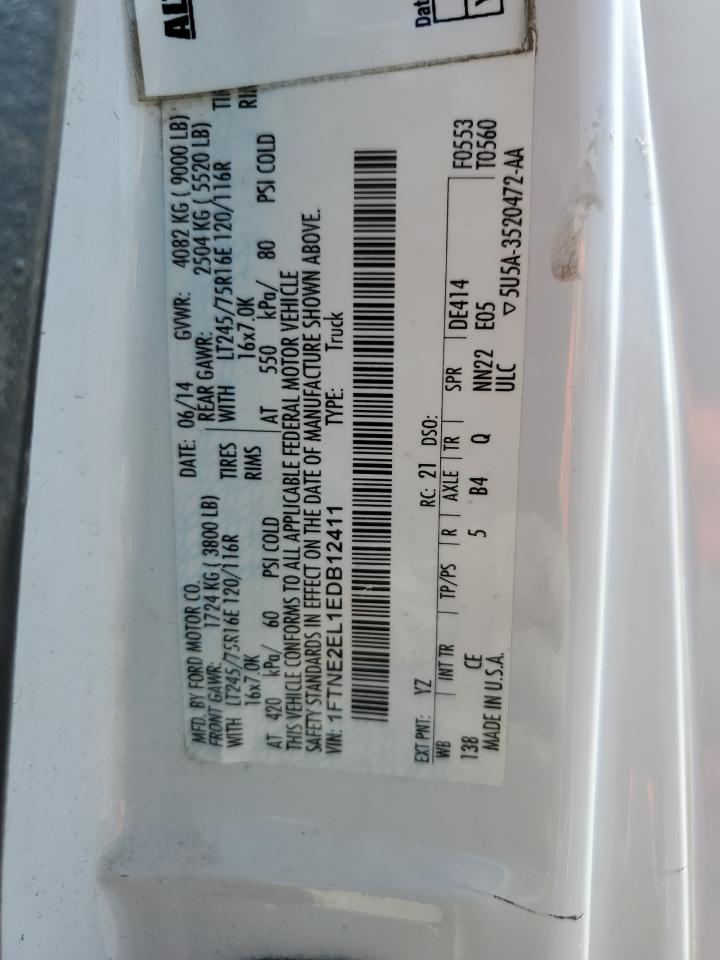 ALT
Dat
Y
MFD. BY FORD MOTOR CO. DATE: 06/14 GVWR: 4082 KG ( 9000 LB)
FRONT GAWR: 1724 KG ( 3800 LB) REAR GAWR: 2504 KG ( 5520 LB)
WITH LT245/75R16E 120/116R TIRES WITH LT245/75R16E 120/116R TI
16x7.0K RIMS 16x7.0K RI
AT 420 kPa/ 60 PSI COLD AT 550 kPa/ 80 PSI COLD
THIS VEHICLE CONFORMS TO ALL APPLICABLE FEDERAL MOTOR VEHICLE
SAFETY STANDARDS IN EFFECT ON THE DATE OF MANUFACTURE SHOWN ABOVE.
VIN: 1FTNE2EL1EDB12411 TYPE: Truck
EXT PNT: YZ RC: 21 DSO: F0553
WB INT TR TP/PS R AXLE TR SPR DE414 T0560
138 CE 5 B4 Q NN22 E05
MADE IN U.S.A. ULC ▽5U5A-3520472-AA